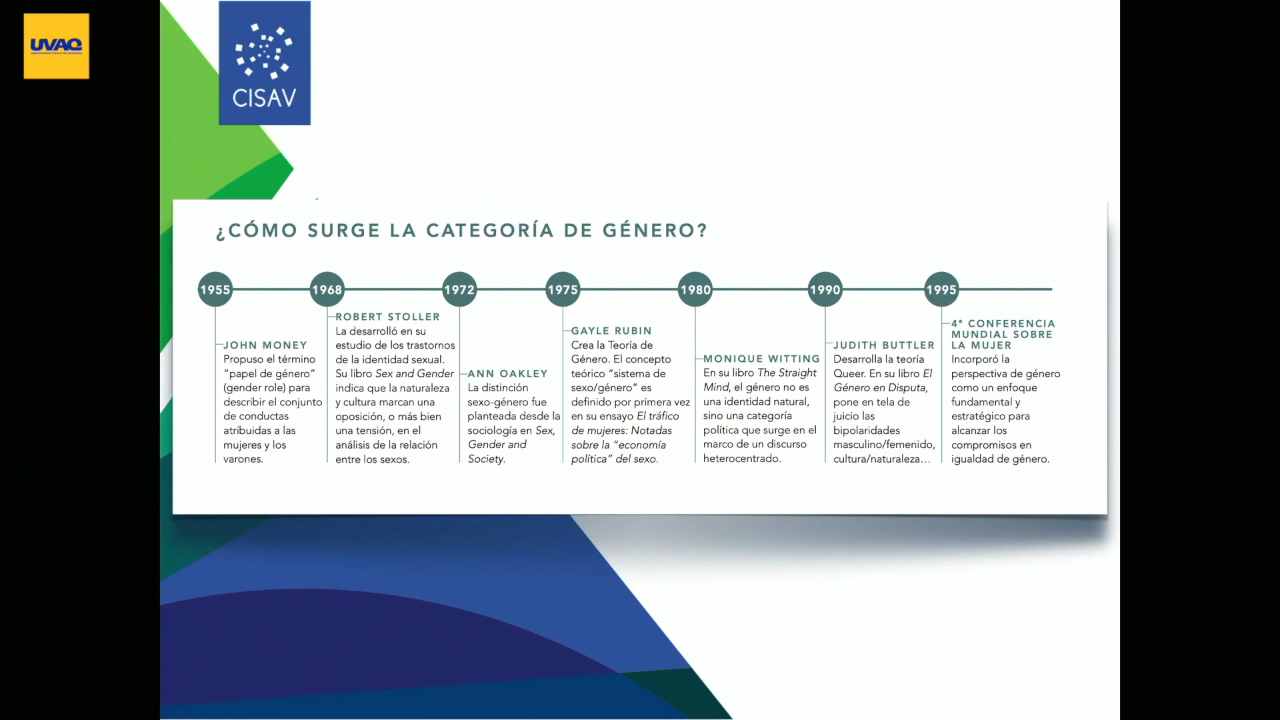 UVAQ
CISAV
¿CÓMO SURGE LA CATEGORÍA DE GÉNERO?
1955
JOHN MONEY
Propuso el término
"papel de género"
(gender role) para
describir el conjunto
de conductas
atribuidas a las
mujeres y los
varones.
1968
ROBERT STOLLER
La desarrolló en su
estudio de los trastornos
de la identidad sexual.
Su libro Sex and Gender
indica que la naturaleza
y cultura marcan una
oposición, o más bien
una tensión, en el
análisis de la relación
entre los sexos.
1972
ANN OAKLEY
La distinción
sexo-género fue
planteada desde la
sociología en Sex,
Gender and
Society.
1975
GAYLE RUBIN
Crea la Teoría de
Género. El concepto
teórico "sistema de
sexo/género" es
definido por primera vez
en su ensayo El tráfico
de mujeres: Notadas
sobre la "economía
política" del sexo.
1980
MONIQUE WITTING
En su libro The Straight
Mind, el género no es
una identidad natural,
sino una categoría
política que surge en el
marco de un discurso
heterocentrado.
1990
JUDITH BUTTLER
Desarrolla la teoría
Queer. En su libro El
Género en Disputa,
pone en tela de
juicio las
bipolaridades
masculino/femenido,
cultura/naturaleza...
1995
4ª CONFERENCIA
MUNDIAL SOBRE
LA MUJER
Incorporó la
perspectiva de género
como un enfoque
fundamental y
estratégico para
alcanzar los
compromisos en
igualdad de género.